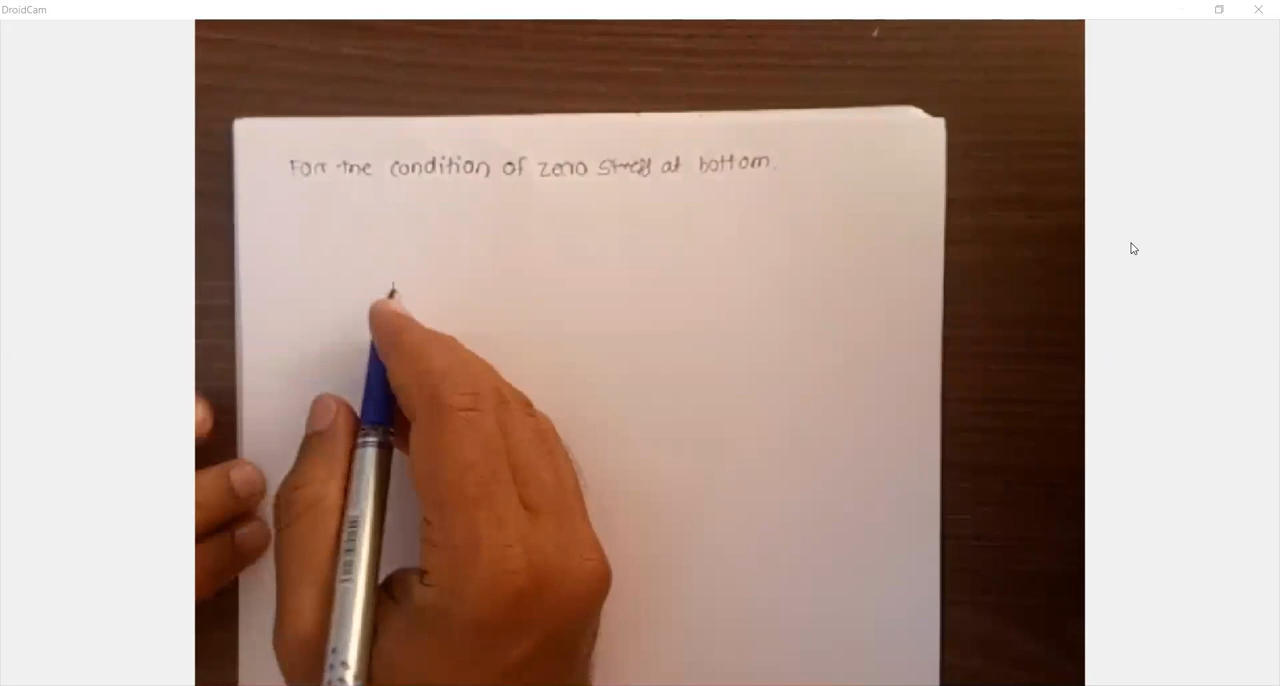 DroidCam
For the condition of zero stress at bottom.